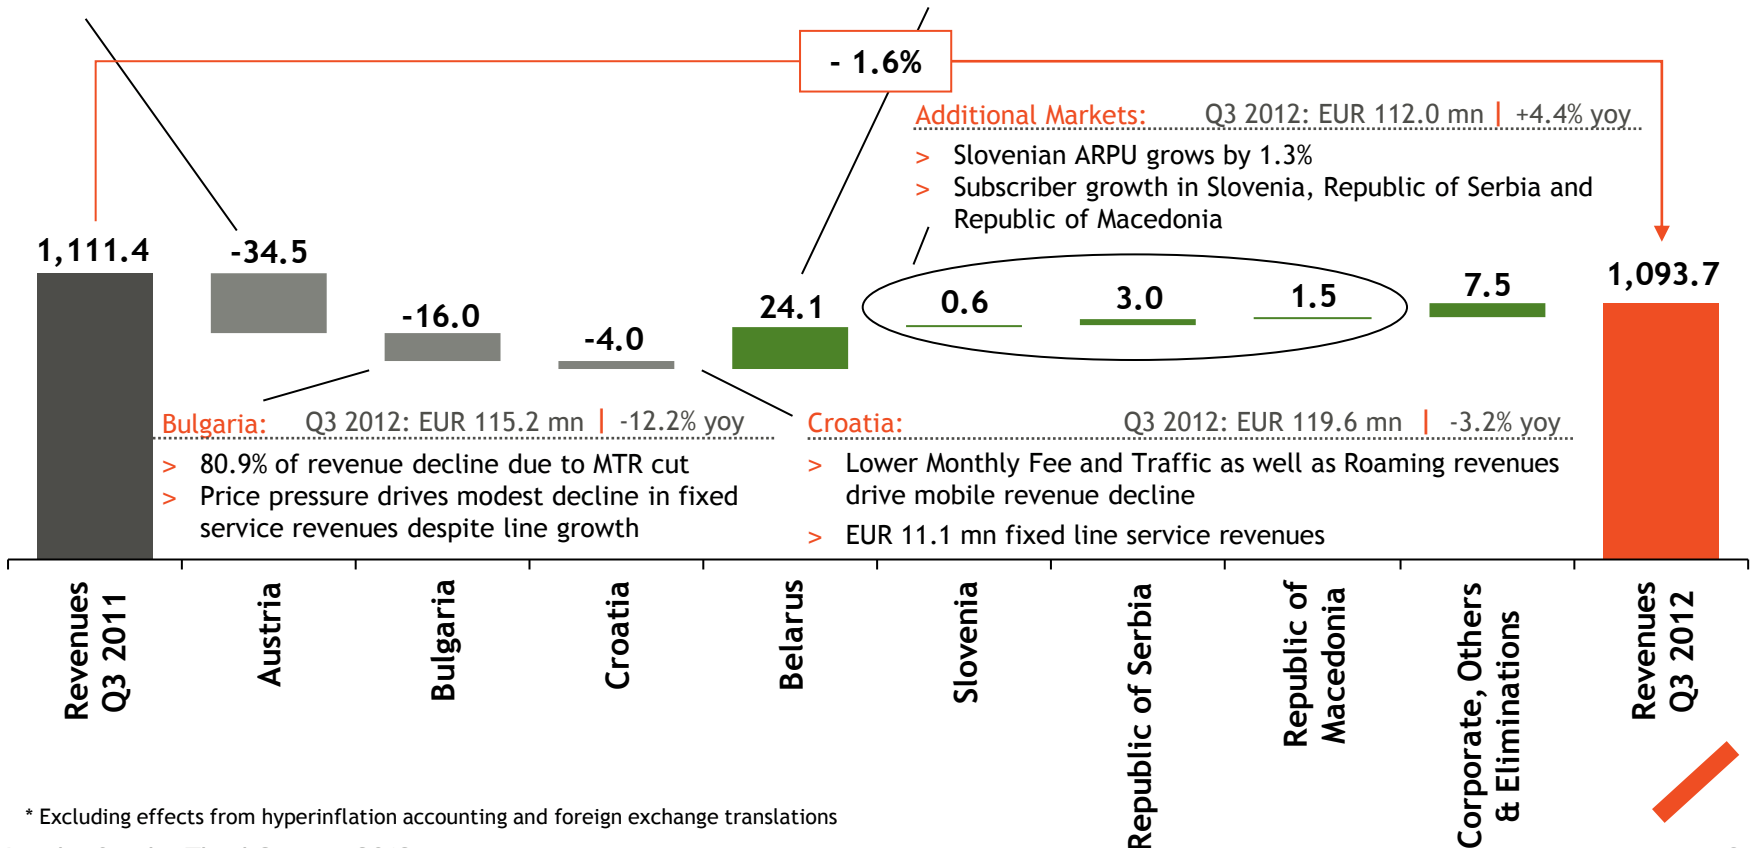 - 1.6%
Additional Markets: Q3 2012: EUR 112.0 mn | +4.4% yoy
> Slovenian ARPU grows by 1.3%
> Subscriber growth in Slovenia, Republic of Serbia and
Republic of Macedonia
1,111.4
-34.5
-16.0
-4.0
24.1
0.6
3.0
1.5
7.5
1,093.7
Bulgaria: Q3 2012: EUR 115.2 mn | -12.2% yoy
> 80.9% of revenue decline due to MTR cut
> Price pressure drives modest decline in fixed
service revenues despite line growth
Croatia: Q3 2012: EUR 119.6 mn | -3.2% yoy
> Lower Monthly Fee and Traffic as well as Roaming revenues
drive mobile revenue decline
> EUR 11.1 mn fixed line service revenues
Revenues
Q3 2011
Austria
Bulgaria
Croatia
Belarus
Slovenia
Republic of Serbia
Republic of
Macedonia
Corporate, Others
& Eliminations
Revenues
Q3 2012
* Excluding effects from hyperinflation accounting and foreign exchange translations